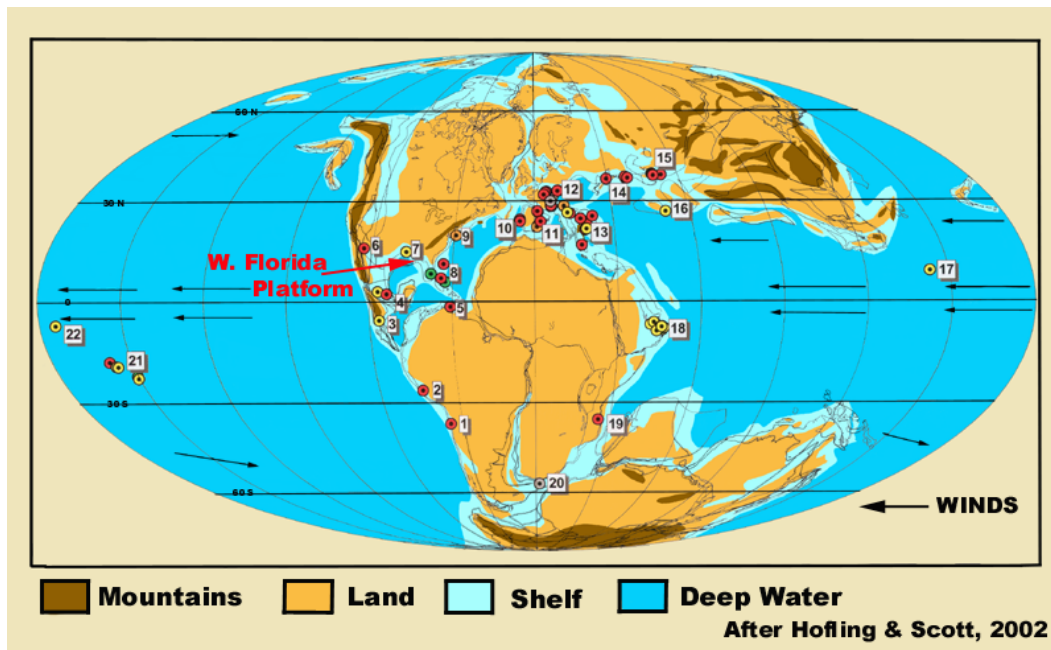 60 N
15
12
14
30 N
16
10
11
13
9
6
7
W. Florida
Platform
8
17
4
5
0
3
18
22
21
2
30 S
1
19
20
60 S
WINDS
Mountains
Land
Shelf
Deep Water
After Hofling & Scott, 2002